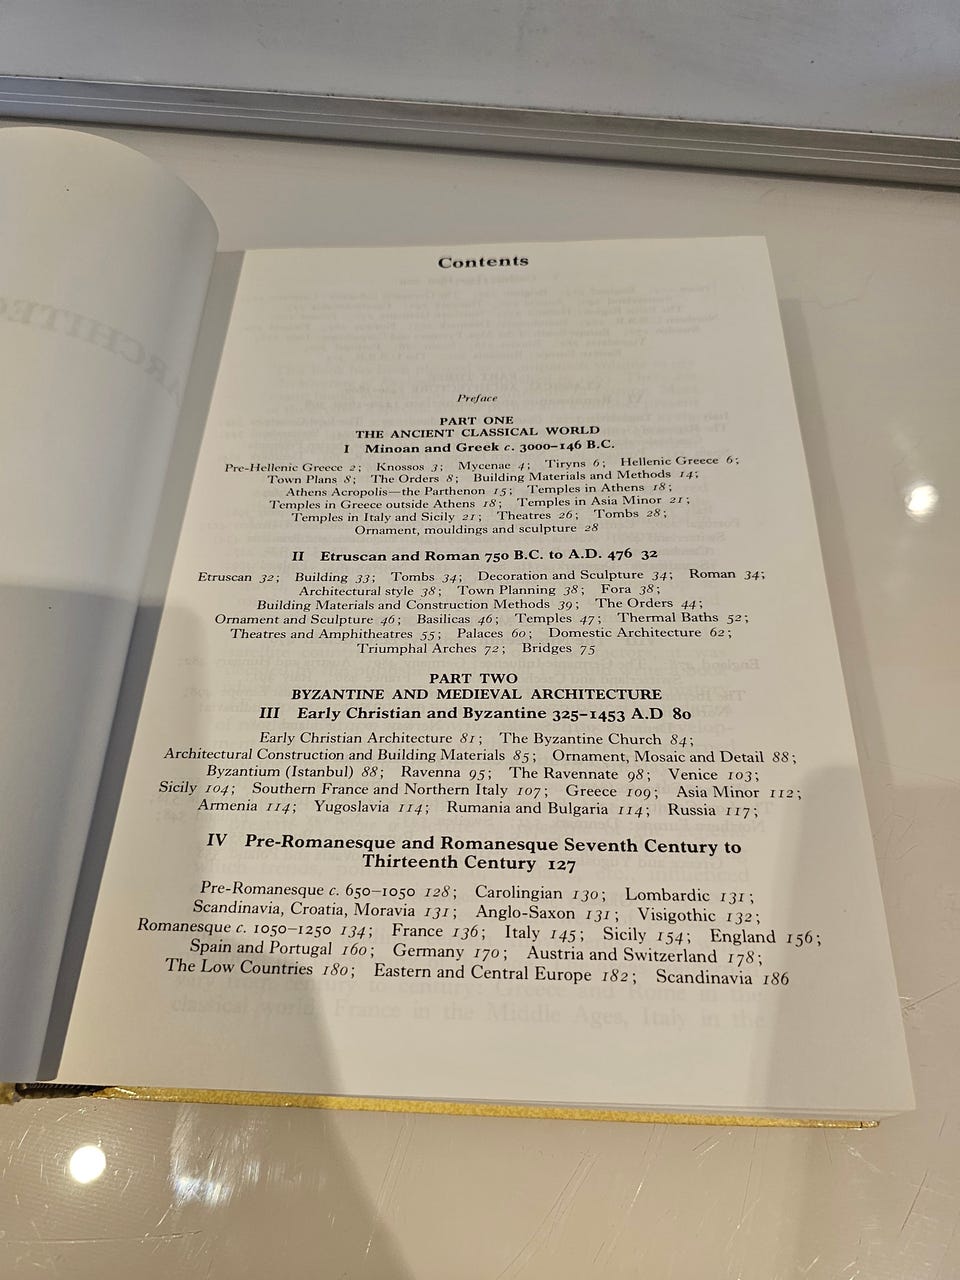 Contents
Preface
PART ONE
THE ANCIENT CLASSICAL WORLD
I Minoan and Greek c. 3000–146 B.C.
Pre-Hellenic Greece 2; Knossos 3; Mycenae 4; Tiryns 6; Hellenic Greece 6;
Town Plans 8; The Orders 8; Building Materials and Methods 14;
Athens Acropolis—the Parthenon 15; Temples in Athens 18;
Temples in Greece outside Athens 18; Temples in Asia Minor 21;
Temples in Italy and Sicily 21; Theatres 26; Tombs 28;
Ornament, mouldings and sculpture 28
II Etruscan and Roman 750 B.C. to A.D. 476 32
Etruscan 32; Building 33; Tombs 34; Decoration and Sculpture 34; Roman 34;
Architectural style 38; Town Planning 38; Fora 38;
Building Materials and Construction Methods 39; The Orders 44;
Ornament and Sculpture 46; Basilicas 46; Temples 47; Thermal Baths 52;
Theatres and Amphitheatres 55; Palaces 60; Domestic Architecture 62;
Triumphal Arches 72; Bridges 75
PART TWO
BYZANTINE AND MEDIEVAL ARCHITECTURE
III Early Christian and Byzantine 325–1453 A.D 80
Early Christian Architecture 81; The Byzantine Church 84;
Architectural Construction and Building Materials 85; Ornament, Mosaic and Detail 88;
Byzantium (Istanbul) 88; Ravenna 95; The Ravennate 98; Venice 103;
Sicily 104; Southern France and Northern Italy 107; Greece 109; Asia Minor 112;
Armenia 114; Yugoslavia 114; Rumania and Bulgaria 114; Russia 117;
IV Pre-Romanesque and Romanesque Seventh Century to
Thirteenth Century 127
Pre-Romanesque c. 650–1050 128; Carolingian 130; Lombardic 131;
Scandinavia, Croatia, Moravia 131; Anglo-Saxon 131; Visigothic 132;
Romanesque c. 1050–1250 134; France 136; Italy 145; Sicily 154; England 156;
Spain and Portugal 160; Germany 170; Austria and Switzerland 178;
The Low Countries 180; Eastern and Central Europe 182; Scandinavia 186